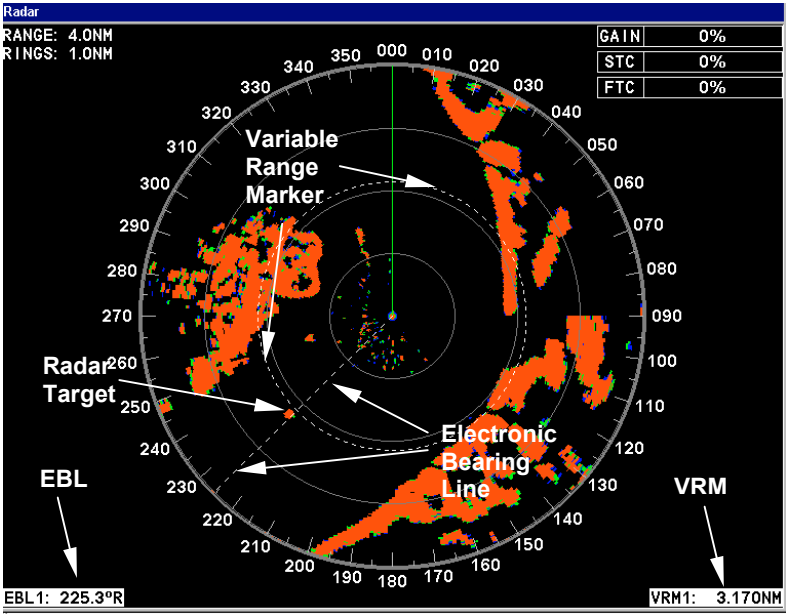 Radar
RANGE: 4.0NM
RINGS: 1.0NM
GAIN 0%
STC 0%
FTC 0%
000
010
020
030
040
050
060
070
080
090
100
110
120
130
140
150
160
170
180
190
200
210
220
230
240
250
260
270
280
290
300
310
320
330
340
350
Variable
Range
Marker
Radar
Target
Electronic
Bearing
Line
EBL
VRM
EBL1: 225.3ºR
VRM1: 3.170NM